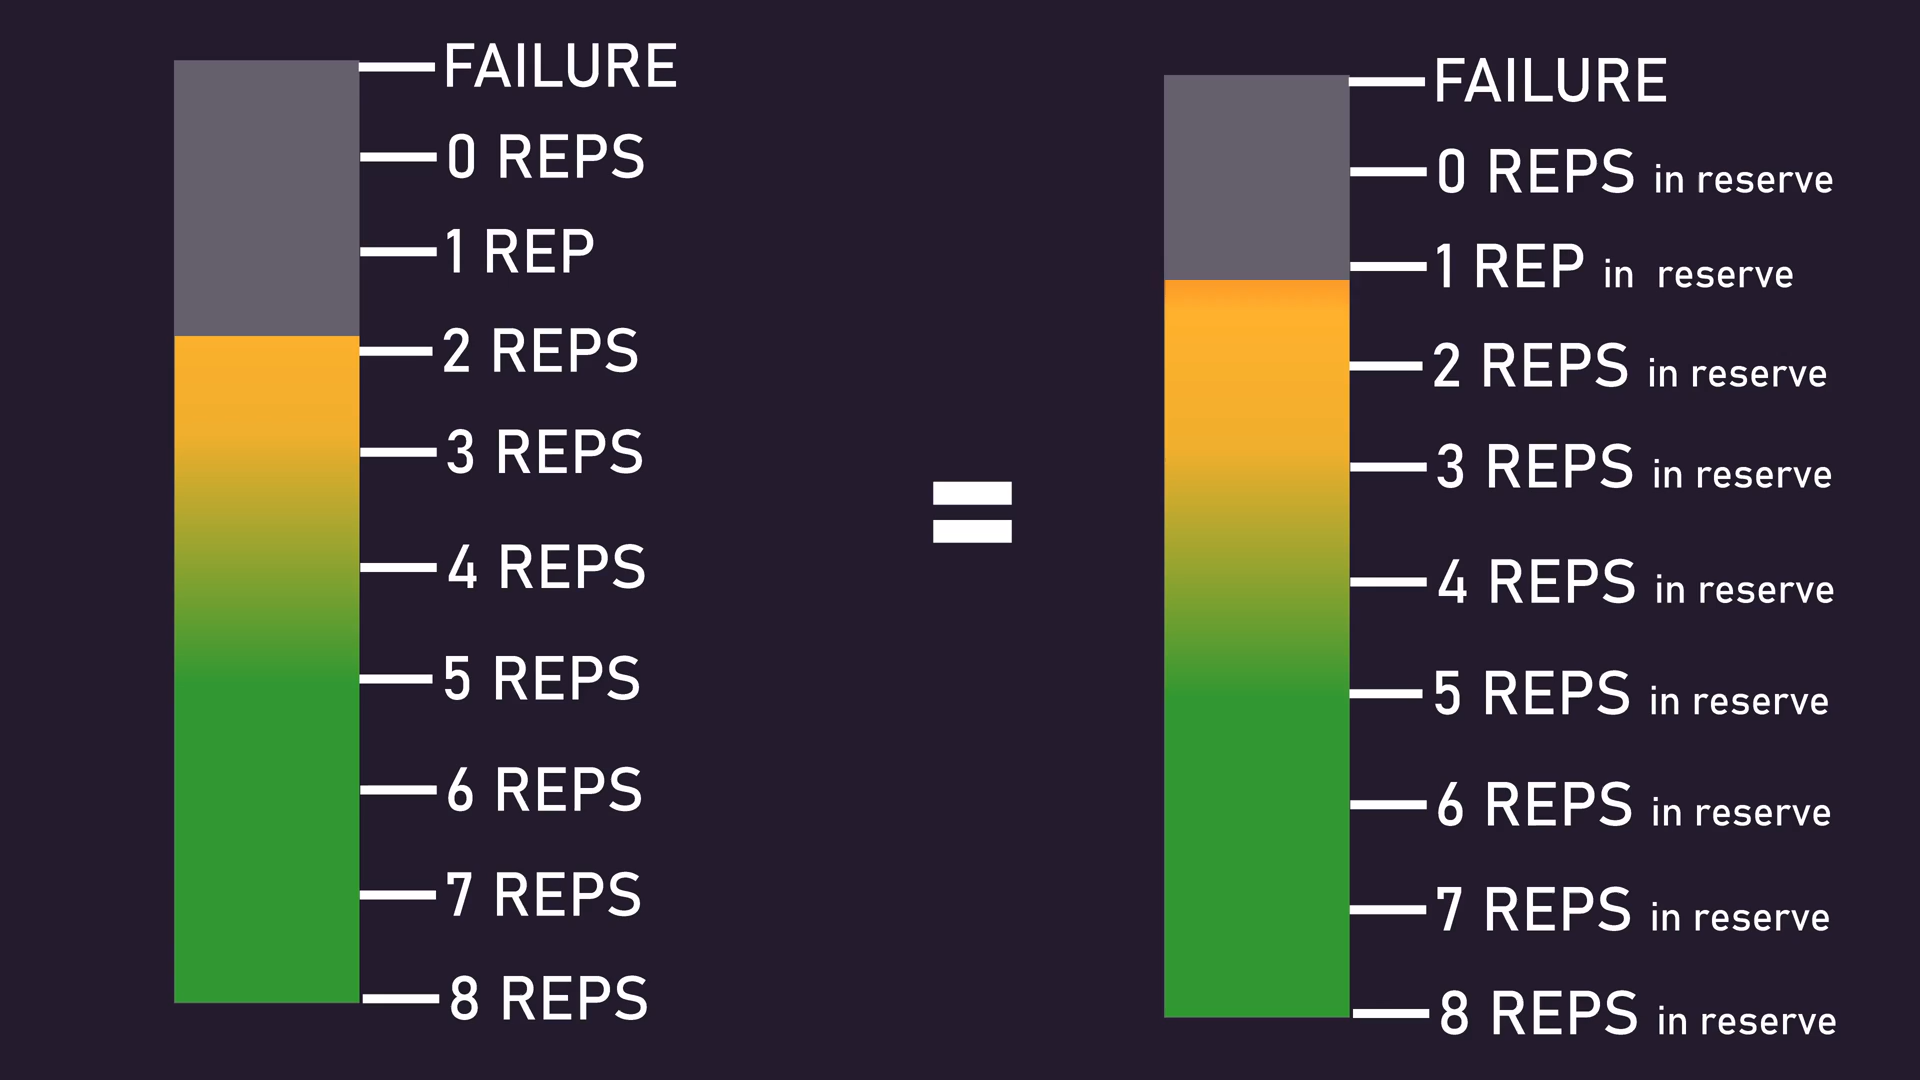 FAILURE
0 REPS
1 REP
2 REPS
3 REPS
4 REPS
5 REPS
6 REPS
7 REPS
8 REPS
=
FAILURE
0 REPS in reserve
1 REP in reserve
2 REPS in reserve
3 REPS in reserve
4 REPS in reserve
5 REPS in reserve
6 REPS in reserve
7 REPS in reserve
8 REPS in reserve